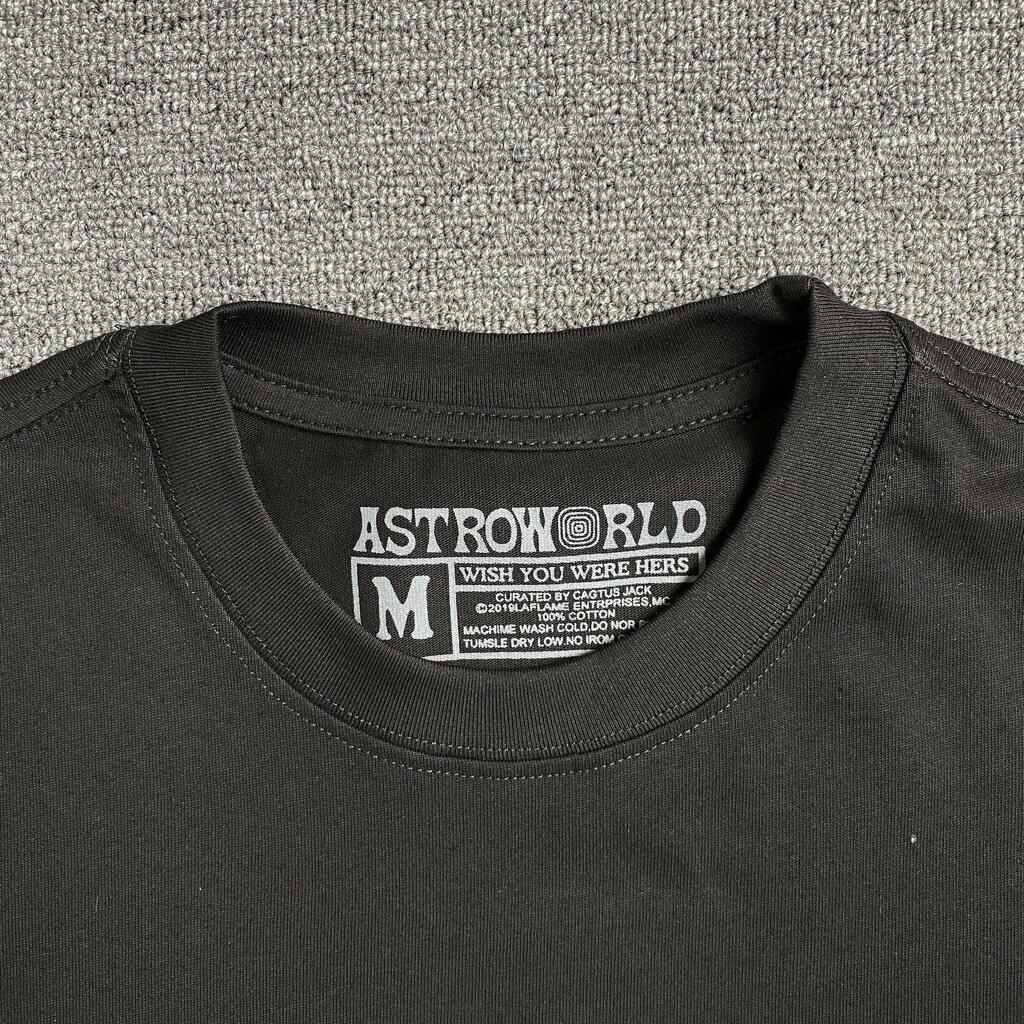 ASTROWORLD
M
WISH YOU WERE HERS
CURATED BY CAGTUS JACK
©2019LAFLAME ENTRPRISES,MC
100% COTTON
MACHIME WASH COLD,DO NOR
TUMSLE DRY LOW.NO IROM